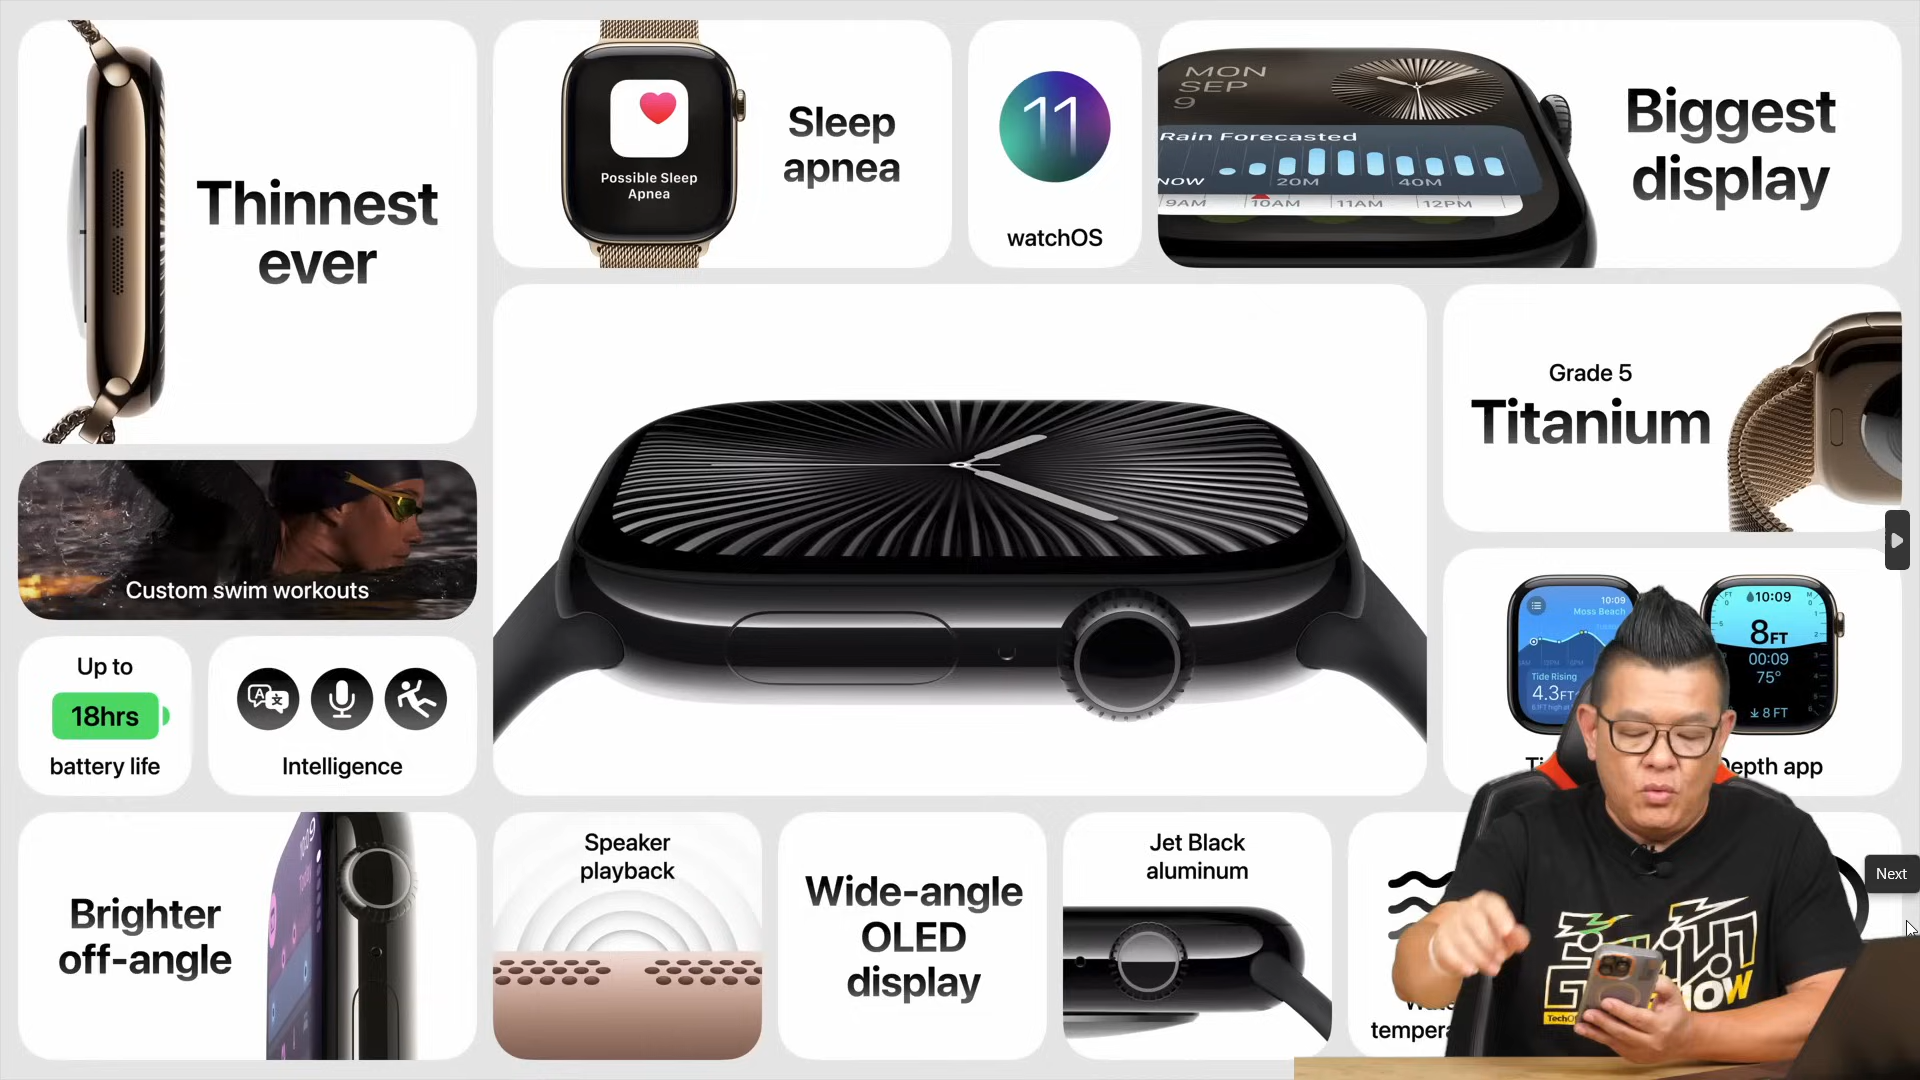 Thinnest
ever
Possible Sleep
Apnea
Sleep
apnea
11
watchOS
MON
SEP
9
Rain Forecasted
NOW
20M
40M
9AM
10AM
11AM
12PM
Biggest
display
Grade 5
Titanium
Custom swim workouts
Up to
18hrs
battery life
A
文
Intelligence
10:09
Moss Beach
Tide Rising
4.3FT
10:09
8FT
00:09
75°
8 FT
Depth app
Brighter
off-angle
Speaker
playback
Wide-angle
OLED
display
Jet Black
aluminum
Next